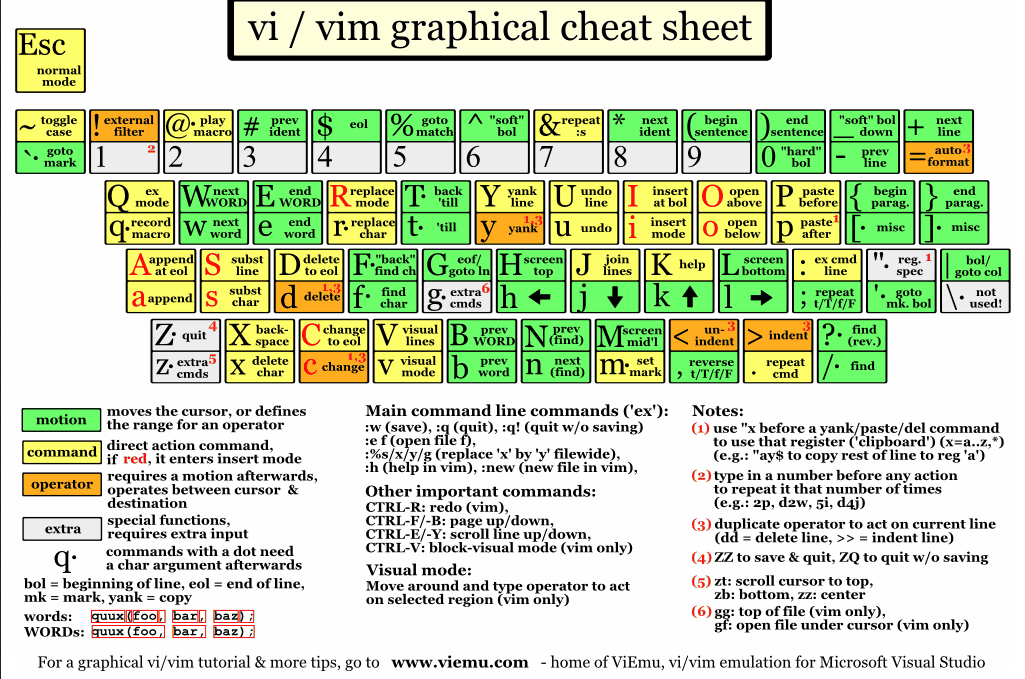 vi / vim graphical cheat sheet
Esc
normal
mode
~ toggle
case
! external
filter
@· play
macro
# prev
ident
$ eol
% goto
match
^ "soft"
bol
& repeat
:s
* next
ident
( begin
sentence
) end
sentence
"soft" bol
_ down
+ next
line
`· goto
mark
1 2
2
3
4
5
6
7
8
9
0 "hard"
bol
- prev
line
= auto 3
format
Q ex
mode
W next
WORD
E end
WORD
R replace
mode
T· back
'till
Y yank
line
U undo
line
I insert
at bol
O open
above
P paste
before
{ begin
parag.
} end
parag.
q· record
macro
w next
word
e end
word
r· replace
char
t· 'till
y yank 1,3
u undo
i insert
mode
o open
below
p paste 1
after
[· misc
]· misc
A append
at eol
S subst
line
D delete
to eol
F· "back"
find ch
G eof/
goto ln
H screen
top
J join
lines
K help
L screen
bottom
: ex cmd
line
"· reg. 1
spec
| bol/
goto col
a append
s subst
char
d delete 1,3
f· find
char
g· extra 6
cmds
h ←
j ↓
k ↑
l →
; repeat
t/T/f/F
'· goto
mk. bol
\· not
used!
Z· quit 4
X back-
space
C change
to eol
V visual
lines
B prev
WORD
N prev
(find)
M screen
mid'l
< un- 3
indent
> indent 3
?· find
(rev.)
z· extra 5
cmds
x delete
char
c change 1,3
v visual
mode
b prev
word
n next
(find)
m· set
mark
, reverse
t/T/f/F
. repeat
cmd
/· find
motion
moves the cursor, or defines
the range for an operator
command
direct action command,
if red, it enters insert mode
operator
requires a motion afterwards,
operates between cursor &
destination
extra
special functions,
requires extra input
q·
commands with a dot need
a char argument afterwards
bol = beginning of line, eol = end of line,
mk = mark, yank = copy
words: quux(foo, bar, baz);
WORDs: quux(foo, bar, baz);
Main command line commands ('ex'):
:w (save), :q (quit), :q! (quit w/o saving)
:e f (open file f),
:%s/x/y/g (replace 'x' by 'y' filewide),
:h (help in vim), :new (new file in vim),
Other important commands:
CTRL-R: redo (vim),
CTRL-F/-B: page up/down,
CTRL-E/-Y: scroll line up/down,
CTRL-V: block-visual mode (vim only)
Visual mode:
Move around and type operator to act
on selected region (vim only)
Notes:
(1) use "x before a yank/paste/del command
to use that register ('clipboard') (x=a..z,*)
(e.g.: "ay$ to copy rest of line to reg 'a')
(2) type in a number before any action
to repeat it that number of times
(e.g.: 2p, d2w, 5i, d4j)
(3) duplicate operator to act on current line
(dd = delete line, >> = indent line)
(4) ZZ to save & quit, ZQ to quit w/o saving
(5) zt: scroll cursor to top,
zb: bottom, zz: center
(6) gg: top of file (vim only),
gf: open file under cursor (vim only)
For a graphical vi/vim tutorial & more tips, go to www.viemu.com - home of ViEmu, vi/vim emulation for Microsoft Visual Studio